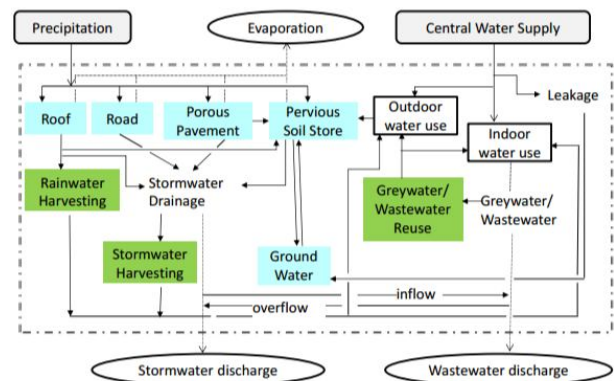 Precipitation
Evaporation
Central Water Supply
Leakage
Roof
Road
Porous
Pavement
Pervious
Soil Store
Outdoor
water use
Indoor
water use
Rainwater
Harvesting
Stormwater
Drainage
Greywater/
Wastewater
Reuse
Greywater/
Wastewater
Stormwater
Harvesting
Ground
Water
inflow
overflow
Stormwater discharge
Wastewater discharge